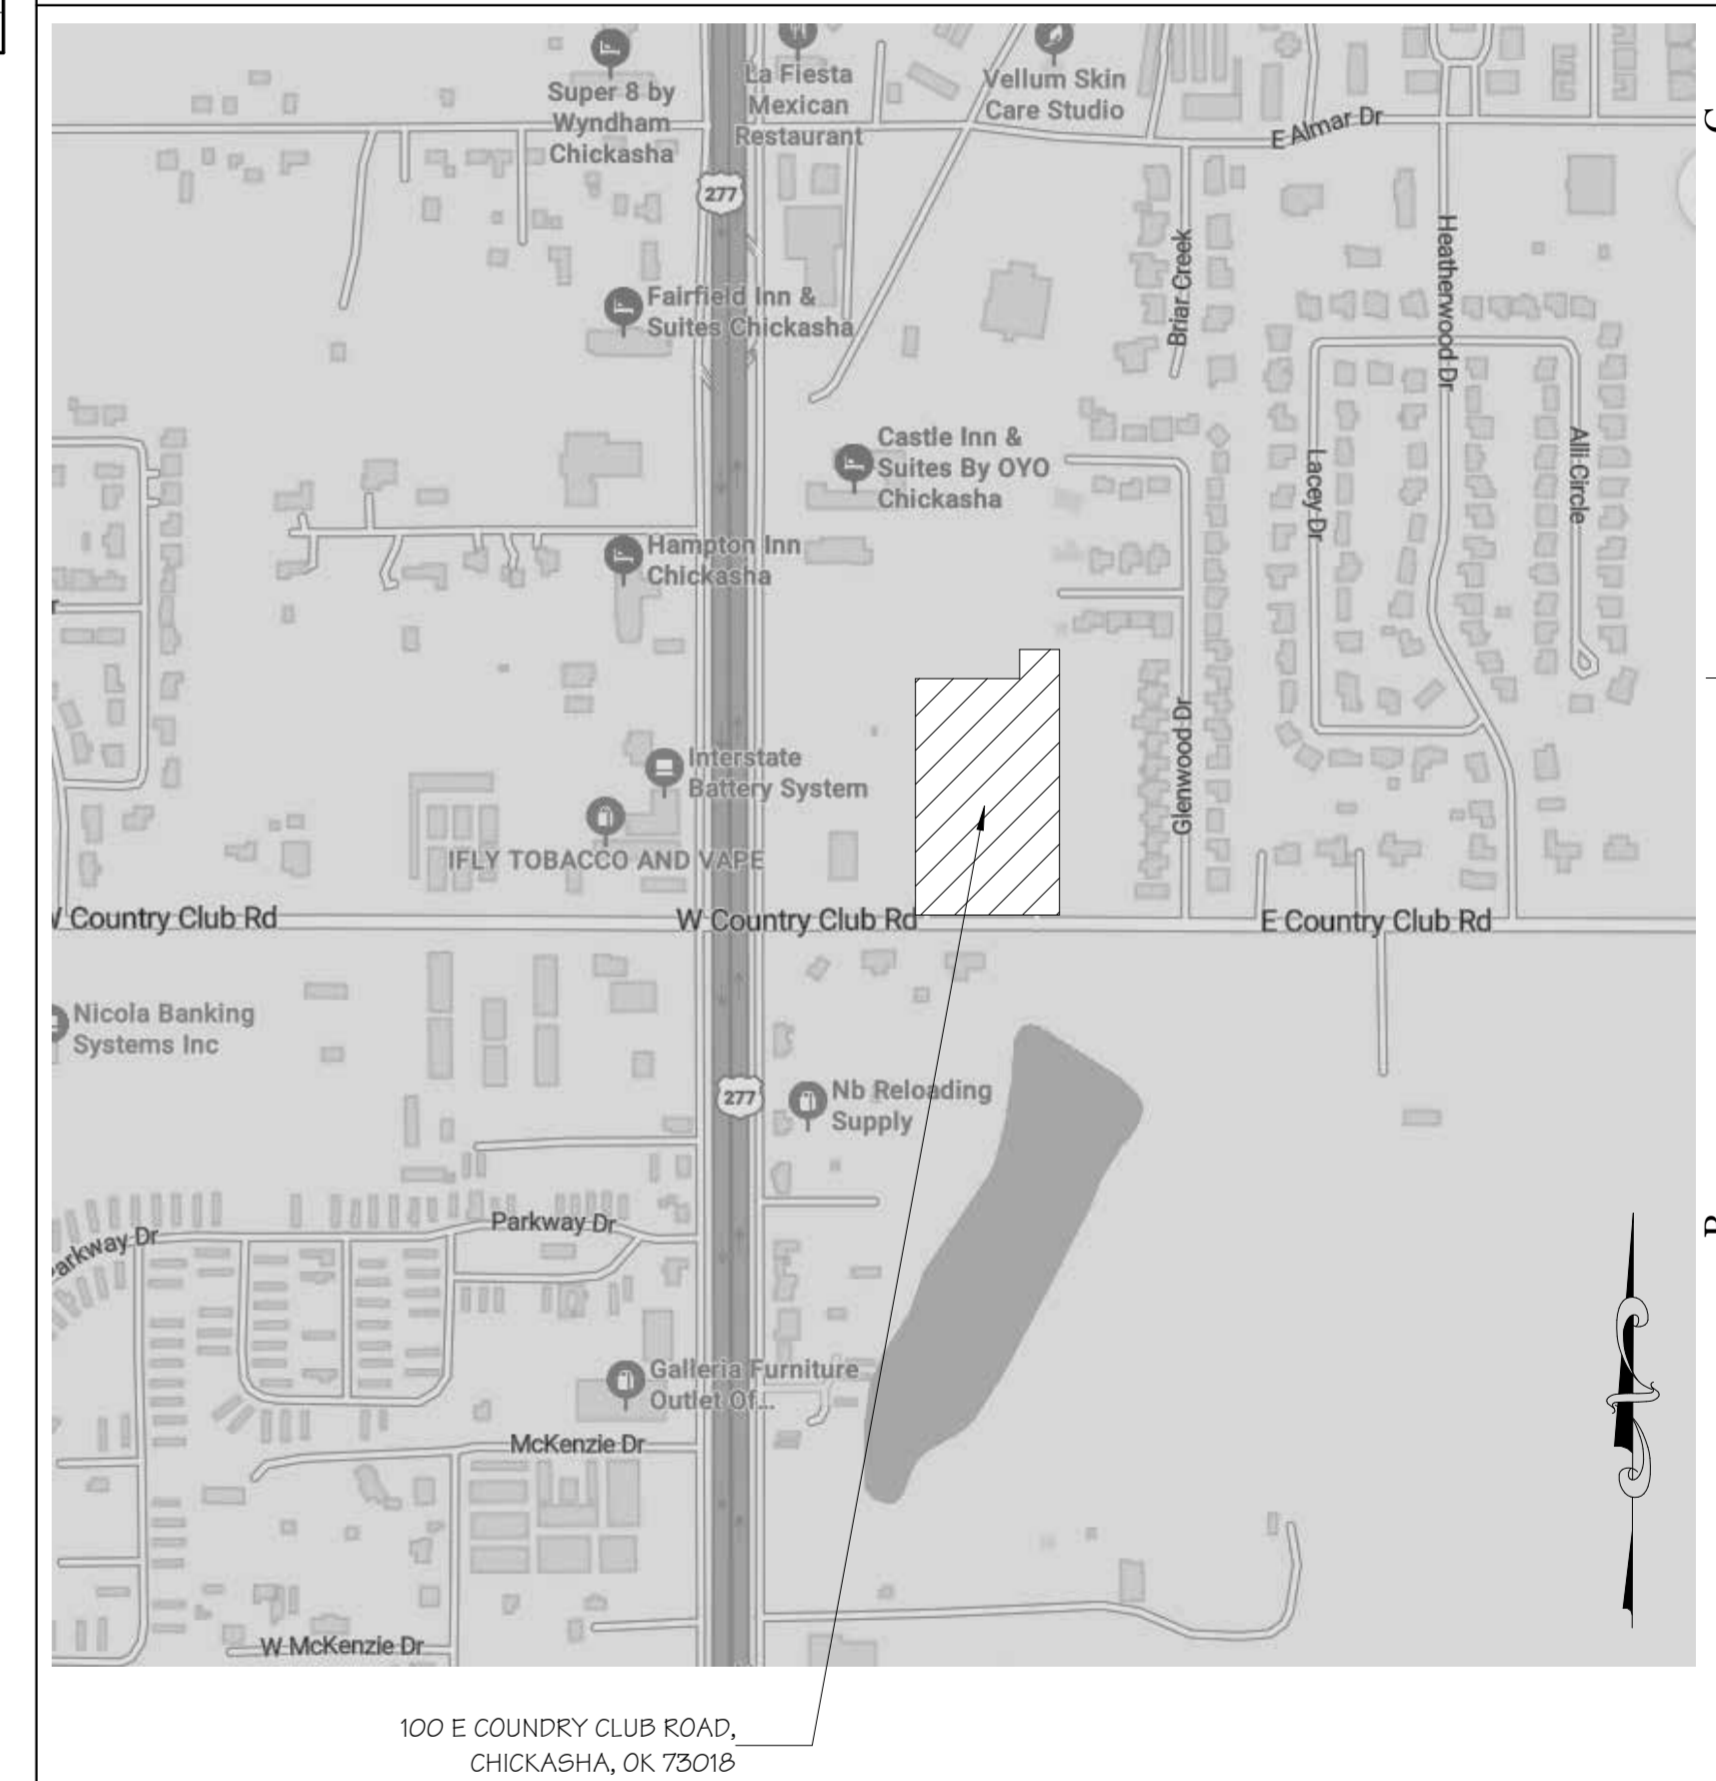 Super 8 by
Wyndham
Chickasha
La Fiesta
Mexican
Restaurant
Vellum Skin
Care Studio
E Almar Dr
277
Fairfield Inn &
Suites Chickasha
Briar Creek
Heatherwood Dr
Castle Inn &
Suites By OYO
Chickasha
Lacey Dr
Alli Circle
Hampton Inn
Chickasha
Glenwood Dr
Interstate
Battery System
IFLY TOBACCO AND VAPE
Country Club Rd
W Country Club Rd
E Country Club Rd
Nicola Banking
Systems Inc
277
Nb Reloading
Supply
arkway Dr
Parkway Dr
Galleria Furniture
Outlet Of...
McKenzie Dr
W McKenzie Dr
100 E COUNDRY CLUB ROAD,
CHICKASHA, OK 73018